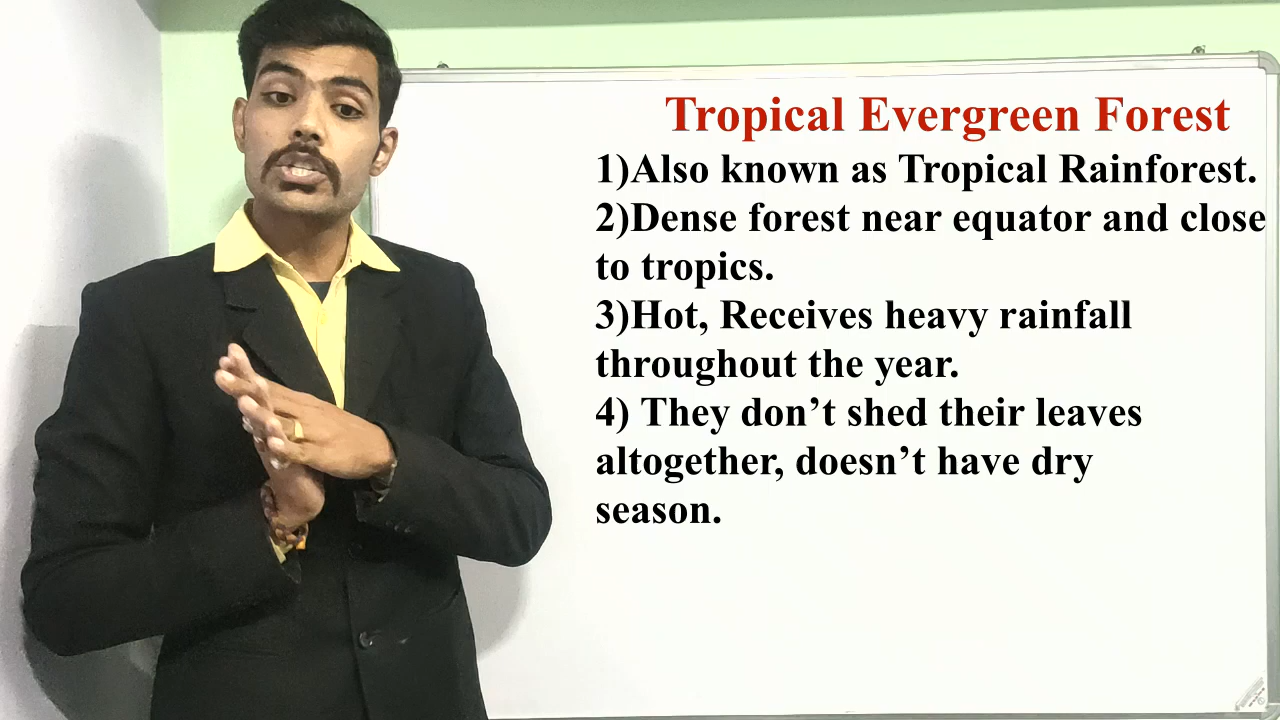 Tropical Evergreen Forest
1)Also known as Tropical Rainforest.
2)Dense forest near equator and close
to tropics.
3)Hot, Receives heavy rainfall
throughout the year.
4) They don’t shed their leaves
altogether, doesn’t have dry
season.